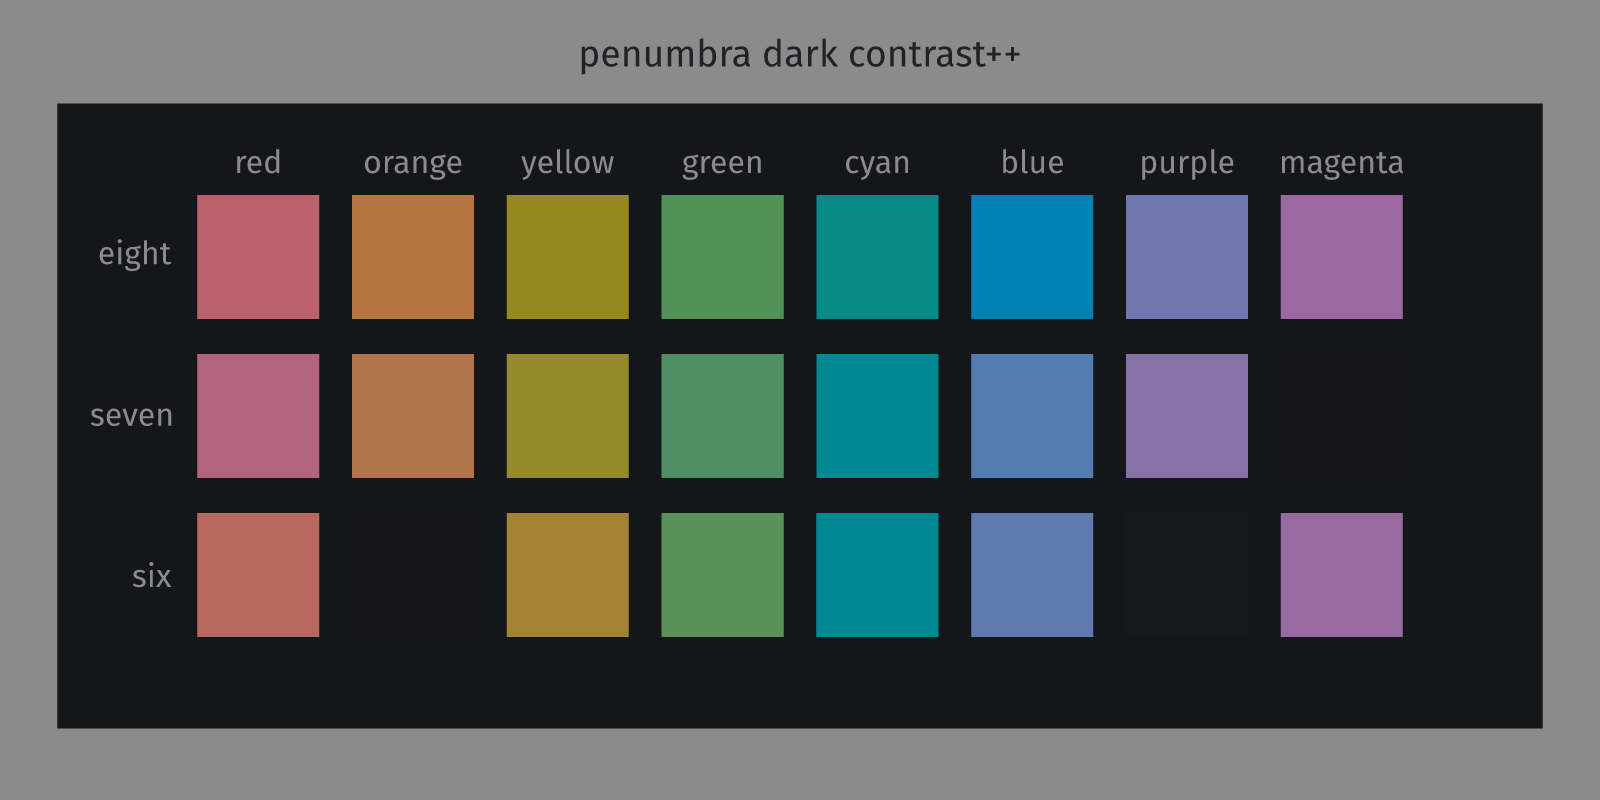 penumbra dark contrast++
red orange yellow green cyan blue purple magenta
eight
seven
six